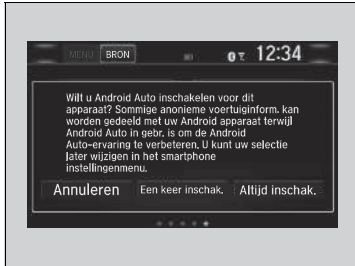 MENU BRON 12:34
Wilt u Android Auto inschakelen voor dit
apparaat? Sommige anonieme voertuiginform. kan
worden gedeeld met uw Android apparaat terwijl
Android Auto in gebr. is om de Android
Auto-ervaring te verbeteren. U kunt uw selectie
later wijzigen in het smartphone
instellingenmenu.
Annuleren Een keer inschak. Altijd inschak.